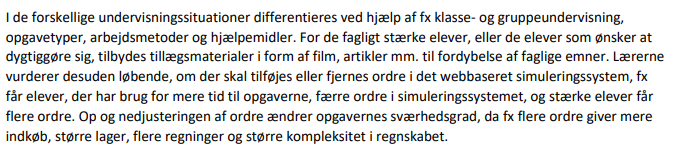 I de forskellige undervisningssituationer differentieres ved hjælp af fx klasse- og gruppeundervisning,
opgavetyper, arbejdsmetoder og hjælpemidler. For de fagligt stærke elever, eller de elever som ønsker at
dygtiggøre sig, tilbydes tillægsmaterialer i form af film, artikler mm. til fordybelse af faglige emner. Lærerne
vurderer desuden løbende, om der skal tilføjes eller fjernes ordre i det webbaseret simuleringssystem, fx
får elever, der har brug for mere tid til opgaverne, færre ordre i simuleringssystemet, og stærke elever får
flere ordre. Op og nedjusteringen af ordre ændrer opgavernes sværhedsgrad, da fx flere ordre giver mere
indkøb, større lager, flere regninger og større kompleksitet i regnskabet.